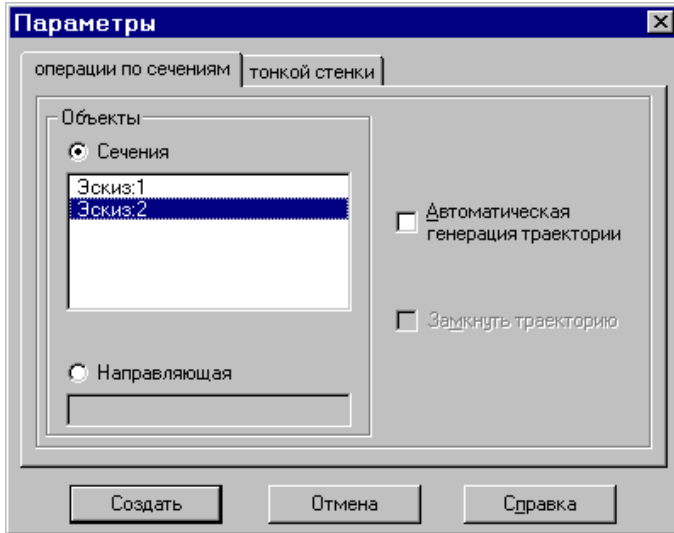 Параметры
операции по сечениям
тонкой стенки
Объекты
Сечения
Эскиз:1
Эскиз:2
Автоматическая
генерация траектории
Замкнуть траекторию
Направляющая
Создать
Отмена
Справка